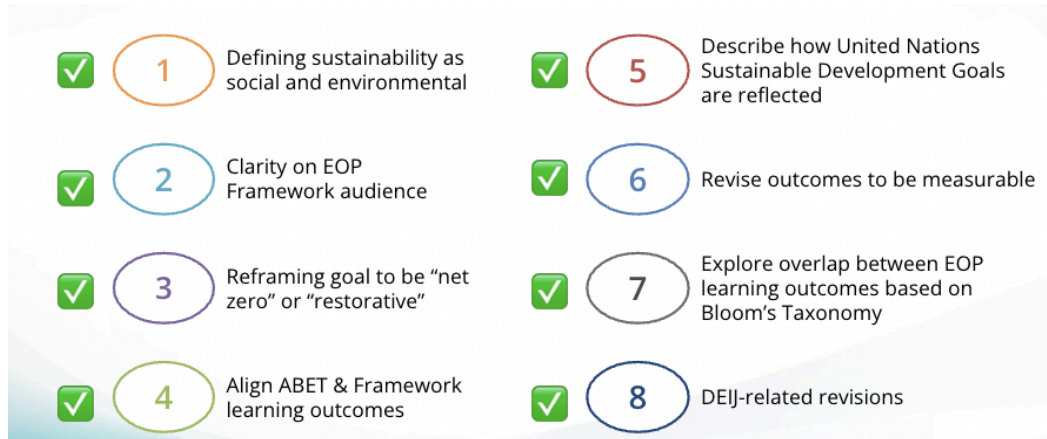 1
Defining sustainability as
social and environmental
2
Clarity on EOP
Framework audience
3
Reframing goal to be “net
zero” or “restorative”
4
Align ABET & Framework
learning outcomes
5
Describe how United Nations
Sustainable Development Goals
are reflected
6
Revise outcomes to be measurable
7
Explore overlap between EOP
learning outcomes based on
Bloom’s Taxonomy
8
DEIJ-related revisions